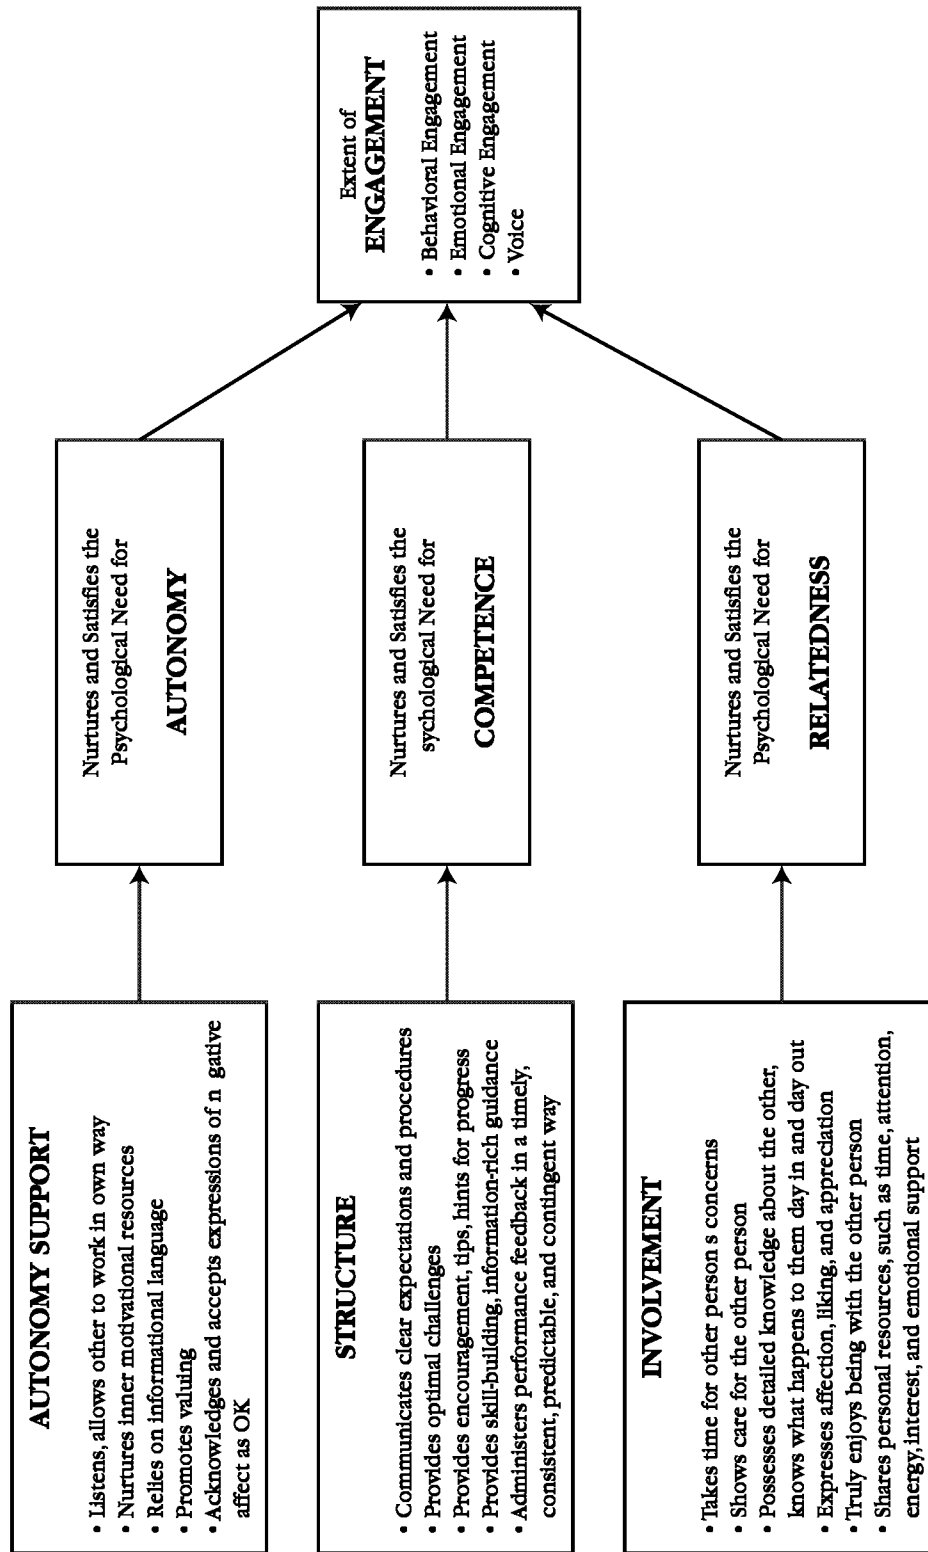 AUTONOMY SUPPORT
• Listens, allows other to work in own way
• Nurtures inner motivational resources
• Relies on informational language
• Promotes valuing
• Acknowledges and accepts expressions of n gative
affect as OK
STRUCTURE
• Communicates clear expectations and procedures
• Provides optimal challenges
• Provides encouragement, tips, hints for progress
• Provides skill-building, information-rich guidance
• Administers performance feedback in a timely,
consistent, predictable, and contingent way
INVOLVEMENT
• Takes time for other person s concerns
• Shows care for the other person
• Possesses detailed knowledge about the other,
knows what happens to them day in and day out
• Expresses affection, liking, and appreciation
• Truly enjoys being with the other person
• Shares personal resources, such as time, attention,
energy, interest, and emotional support
Nurtures and Satisfies the
Psychological Need for
AUTONOMY
Nurtures and Satisfies the
sychological Need for
COMPETENCE
Nurtures and Satisfies the
Psychological Need for
RELATEDNESS
Extent of
ENGAGEMENT
• Behavioral Engagement
• Emotional Engagement
• Cognitive Engagement
• Voice